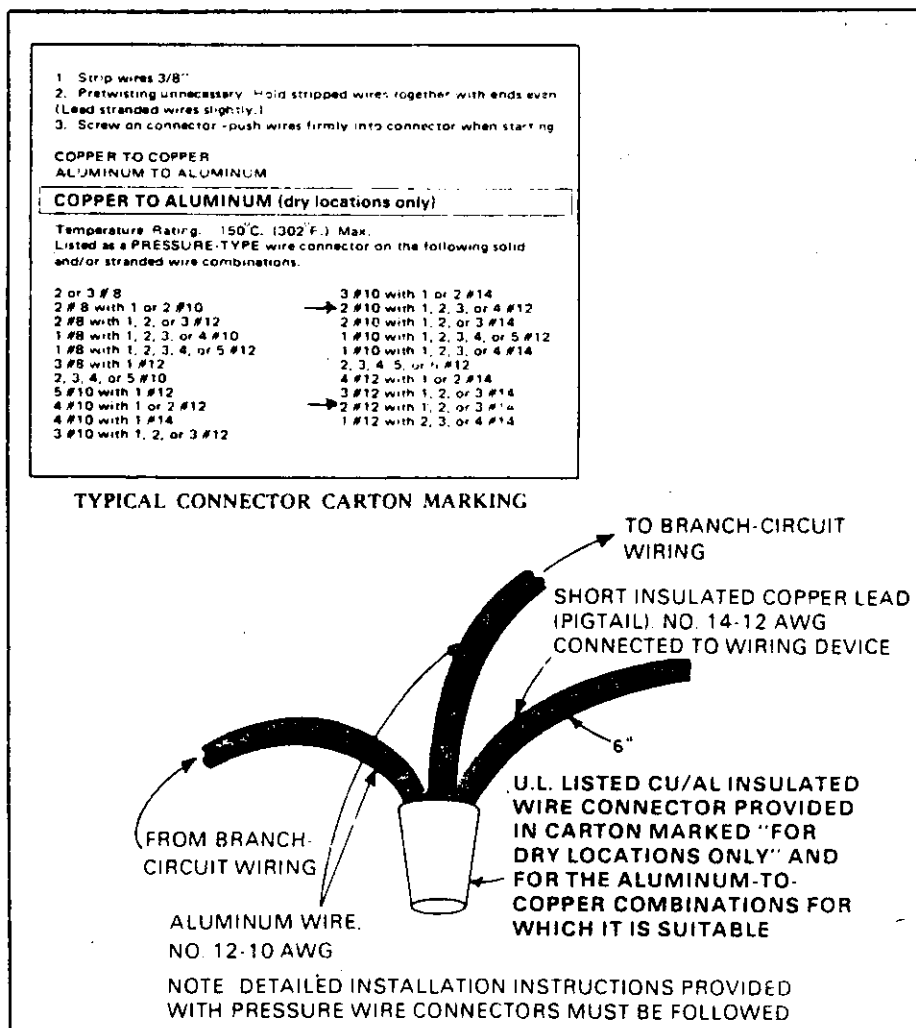 1 Strip wires 3/8"
2. Pretwisting unnecessary. Hold stripped wires together with ends even
(Lead stranded wires slightly.)
3. Screw on connector - push wires firmly into connector when starting
COPPER TO COPPER
ALUMINUM TO ALUMINUM
COPPER TO ALUMINUM (dry locations only)
Temperature Rating. 150°C. (302°F.) Max.
Listed as a PRESSURE-TYPE wire connector on the following solid
and/or stranded wire combinations.
2 or 3 #8
2 #8 with 1 or 2 #10
2 #8 with 1, 2, or 3 #12
1 #8 with 1, 2, 3, or 4 #10
1 #8 with 1, 2, 3, 4, or 5 #12
3 #8 with 1 #12
2, 3, 4, or 5 #10
5 #10 with 1 #12
4 #10 with 1 or 2 #12
4 #10 with 1 #14
3 #10 with 1, 2, or 3 #12
3 #10 with 1 or 2 #14
2 #10 with 1, 2, 3, or 4 #12
2 #10 with 1, 2, or 3 #14
1 #10 with 1, 2, 3, 4, or 5 #12
1 #10 with 1, 2, 3, or 4 #14
2, 3, 4, 5, or #12
4 #12 with 1 or 2 #14
3 #12 with 1, 2, or 3 #14
2 #12 with 1, 2, or 3 #14
1 #12 with 2, 3, or 4 #14
TYPICAL CONNECTOR CARTON MARKING
TO BRANCH-CIRCUIT
WIRING
SHORT INSULATED COPPER LEAD
(PIGTAIL). NO. 14-12 AWG
CONNECTED TO WIRING DEVICE
6"
U.L. LISTED CU/AL INSULATED
WIRE CONNECTOR PROVIDED
IN CARTON MARKED "FOR
DRY LOCATIONS ONLY" AND
FOR THE ALUMINUM-TO-
COPPER COMBINATIONS FOR
WHICH IT IS SUITABLE
FROM BRANCH-
CIRCUIT WIRING
ALUMINUM WIRE,
NO. 12-10 AWG
NOTE DETAILED INSTALLATION INSTRUCTIONS PROVIDED
WITH PRESSURE WIRE CONNECTORS MUST BE FOLLOWED